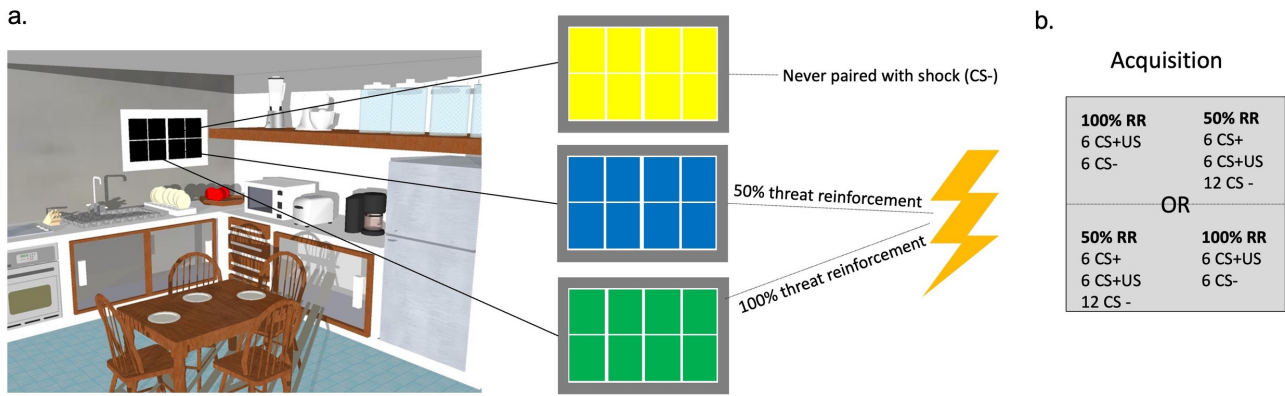 a.
Never paired with shock (CS-)
50% threat reinforcement
100% threat reinforcement
b.
Acquisition
100% RR
6 CS+US
6 CS-
50% RR
6 CS+
6 CS+US
12 CS -
OR
50% RR
6 CS+
6 CS+US
12 CS -
100% RR
6 CS+US
6 CS-